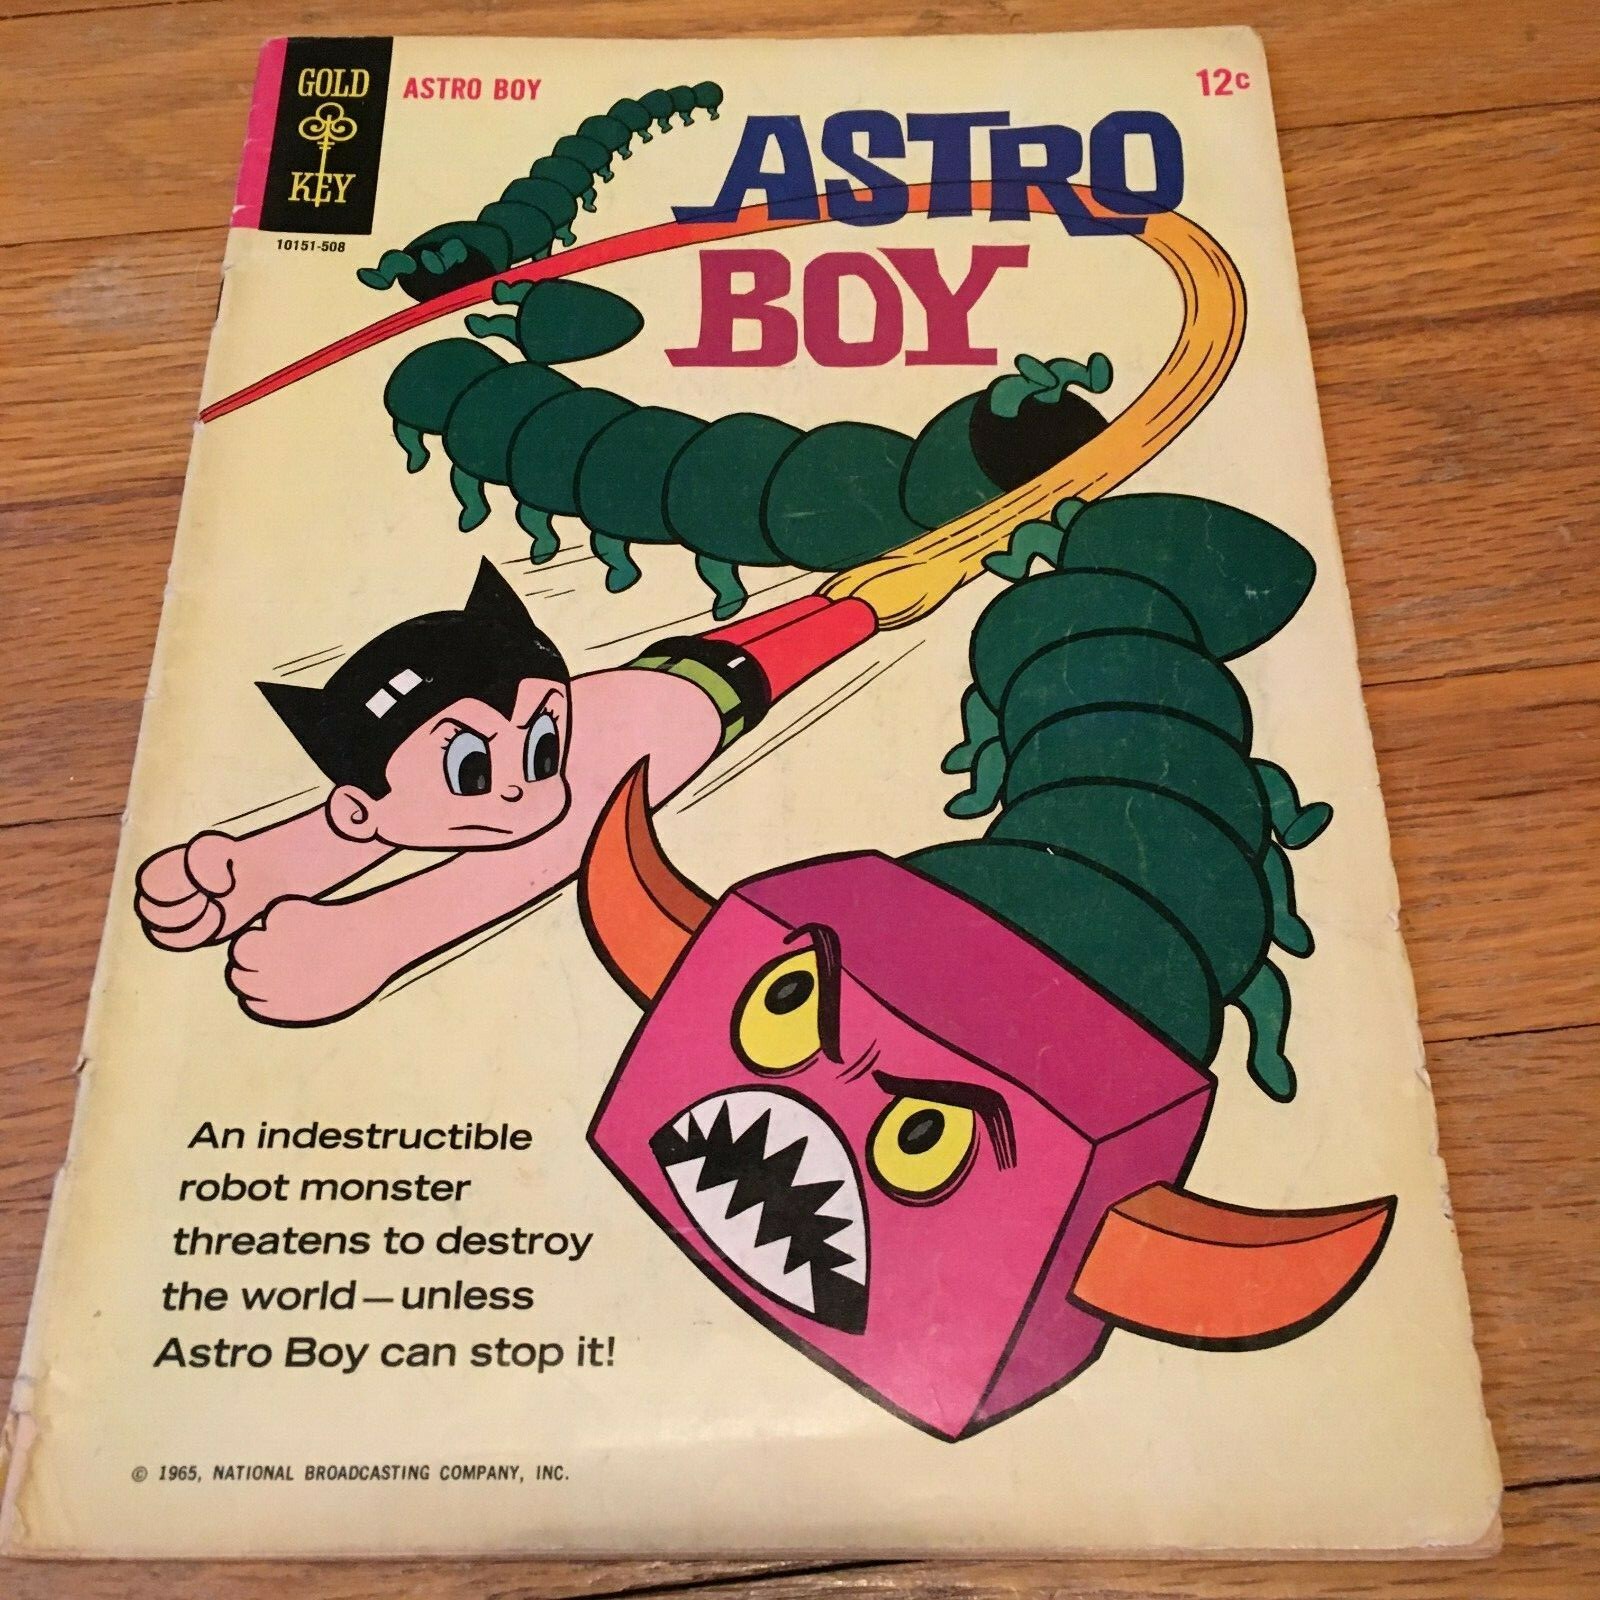 GOLD
KEY
10151-508
ASTRO BOY
12c
ASTRO
BOY
An indestructible
robot monster
threatens to destroy
the world—unless
Astro Boy can stop it!
© 1965, NATIONAL BROADCASTING COMPANY, INC.